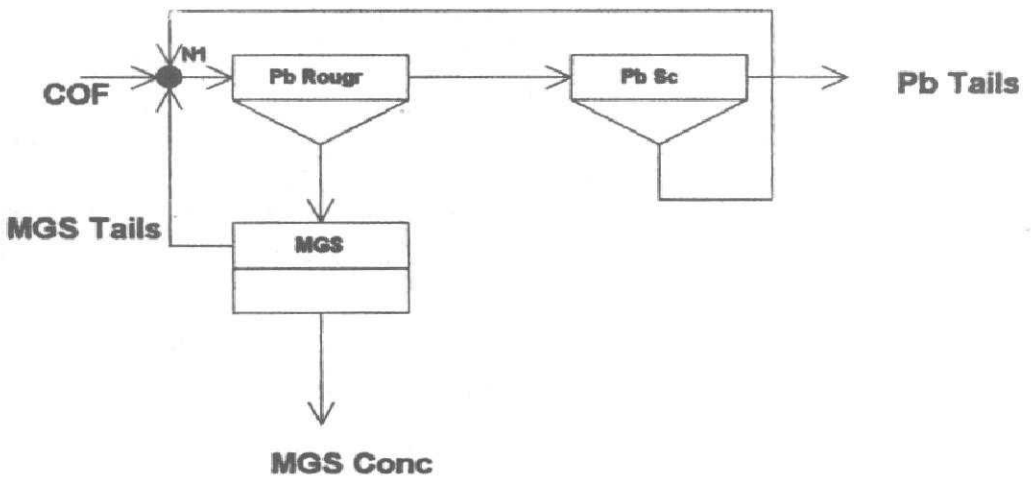 N1
Pb Rougr
Pb Sc
COF
Pb Tails
MGS Tails
MGS
MGS Conc